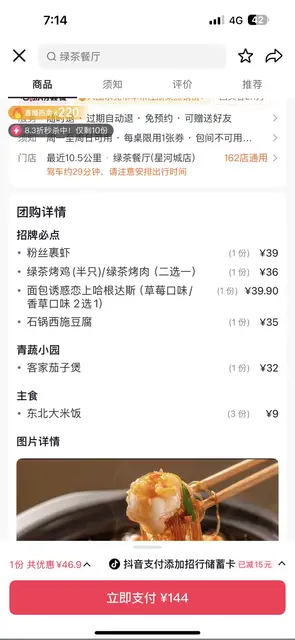 7:14 4G 42
绿茶餐厅
商品 须知 评价 推荐
直播热卖 220
8.3折秒杀中！仅剩10份
随时退 · 过期自动退 · 免预约 · 可赠送好友
须知 周一至周日可用 · 每桌限用1张券 · 包间不可用...
门店 最近10.5公里 · 绿茶餐厅(星河城店) 162店通用
驾车约29分钟，请注意安排出行时间
团购详情
招牌必点
· 粉丝裹虾 (1份) ¥39
· 绿茶烤鸡(半只)/绿茶烤肉（二选一） (1份) ¥36
· 面包诱惑恋上哈根达斯（草莓口味/ (1份) ¥39.90
香草口味 2选1）
· 石锅西施豆腐 (1份) ¥35
青蔬小园
· 客家茄子煲 (1份) ¥32
主食
· 东北大米饭 (3份) ¥9
图片详情
1份 共优惠 ¥46.9 抖音支付添加招行储蓄卡 已减15元
立即支付 ¥144